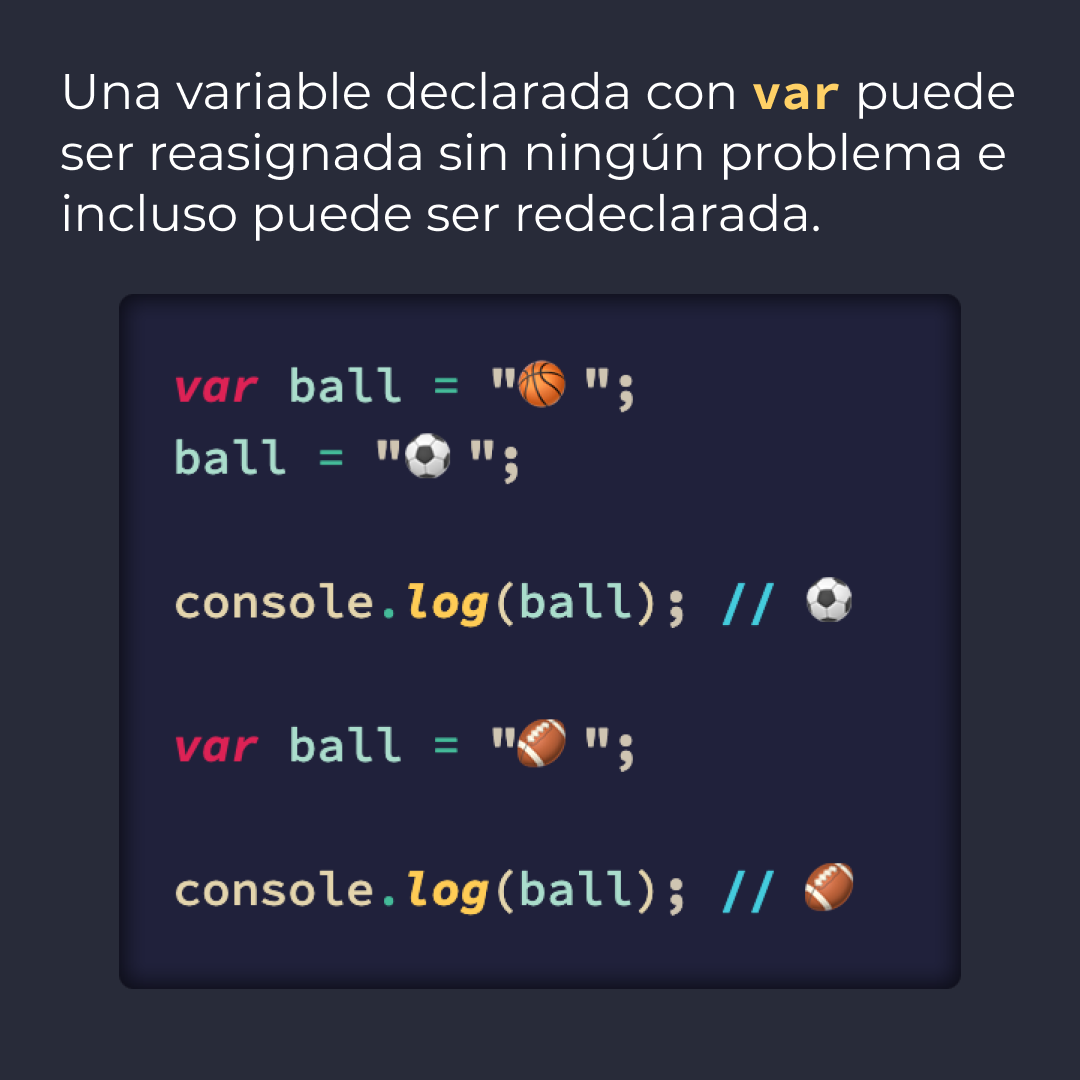 Una variable declarada con var puede
ser reasignada sin ningún problema e
incluso puede ser redeclarada.
var ball = "🏀";
ball = "⚽";
console.log(ball); // ⚽
var ball = "🏈";
console.log(ball); // 🏈